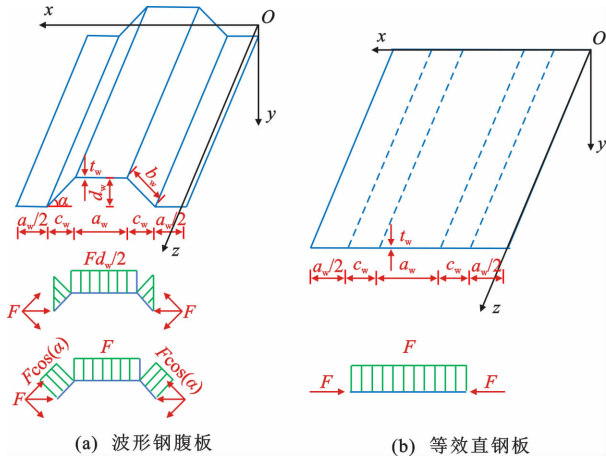 x
O
y
z
t_w
d_w
b_w
α
a_w/2 c_w a_w c_w a_w/2
Fd_w/2
F F
Fcos(α) F Fcos(α)
F F
(a) 波形钢腹板
x
O
y
z
t_w
a_w/2 c_w a_w c_w a_w/2
F
F F
(b) 等效直钢板